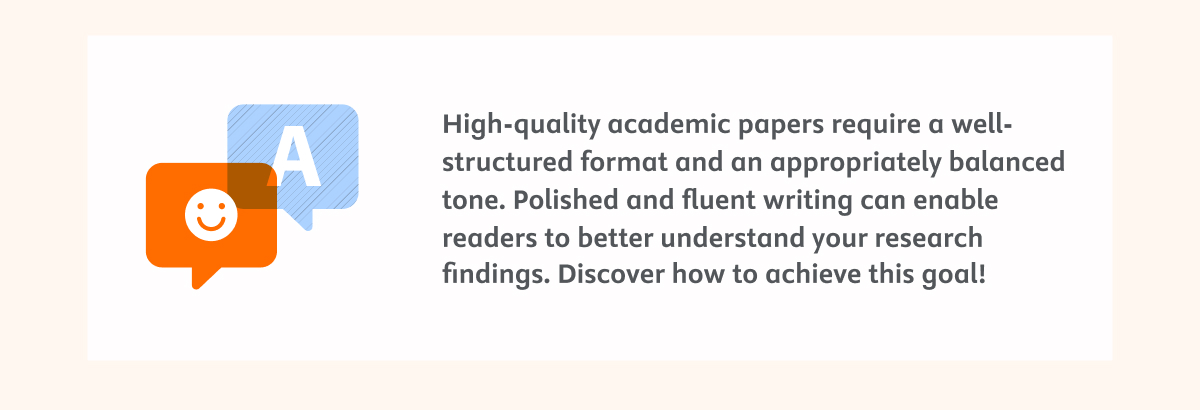 A
High-quality academic papers require a well-
structured format and an appropriately balanced
tone. Polished and fluent writing can enable
readers to better understand your research
findings. Discover how to achieve this goal!